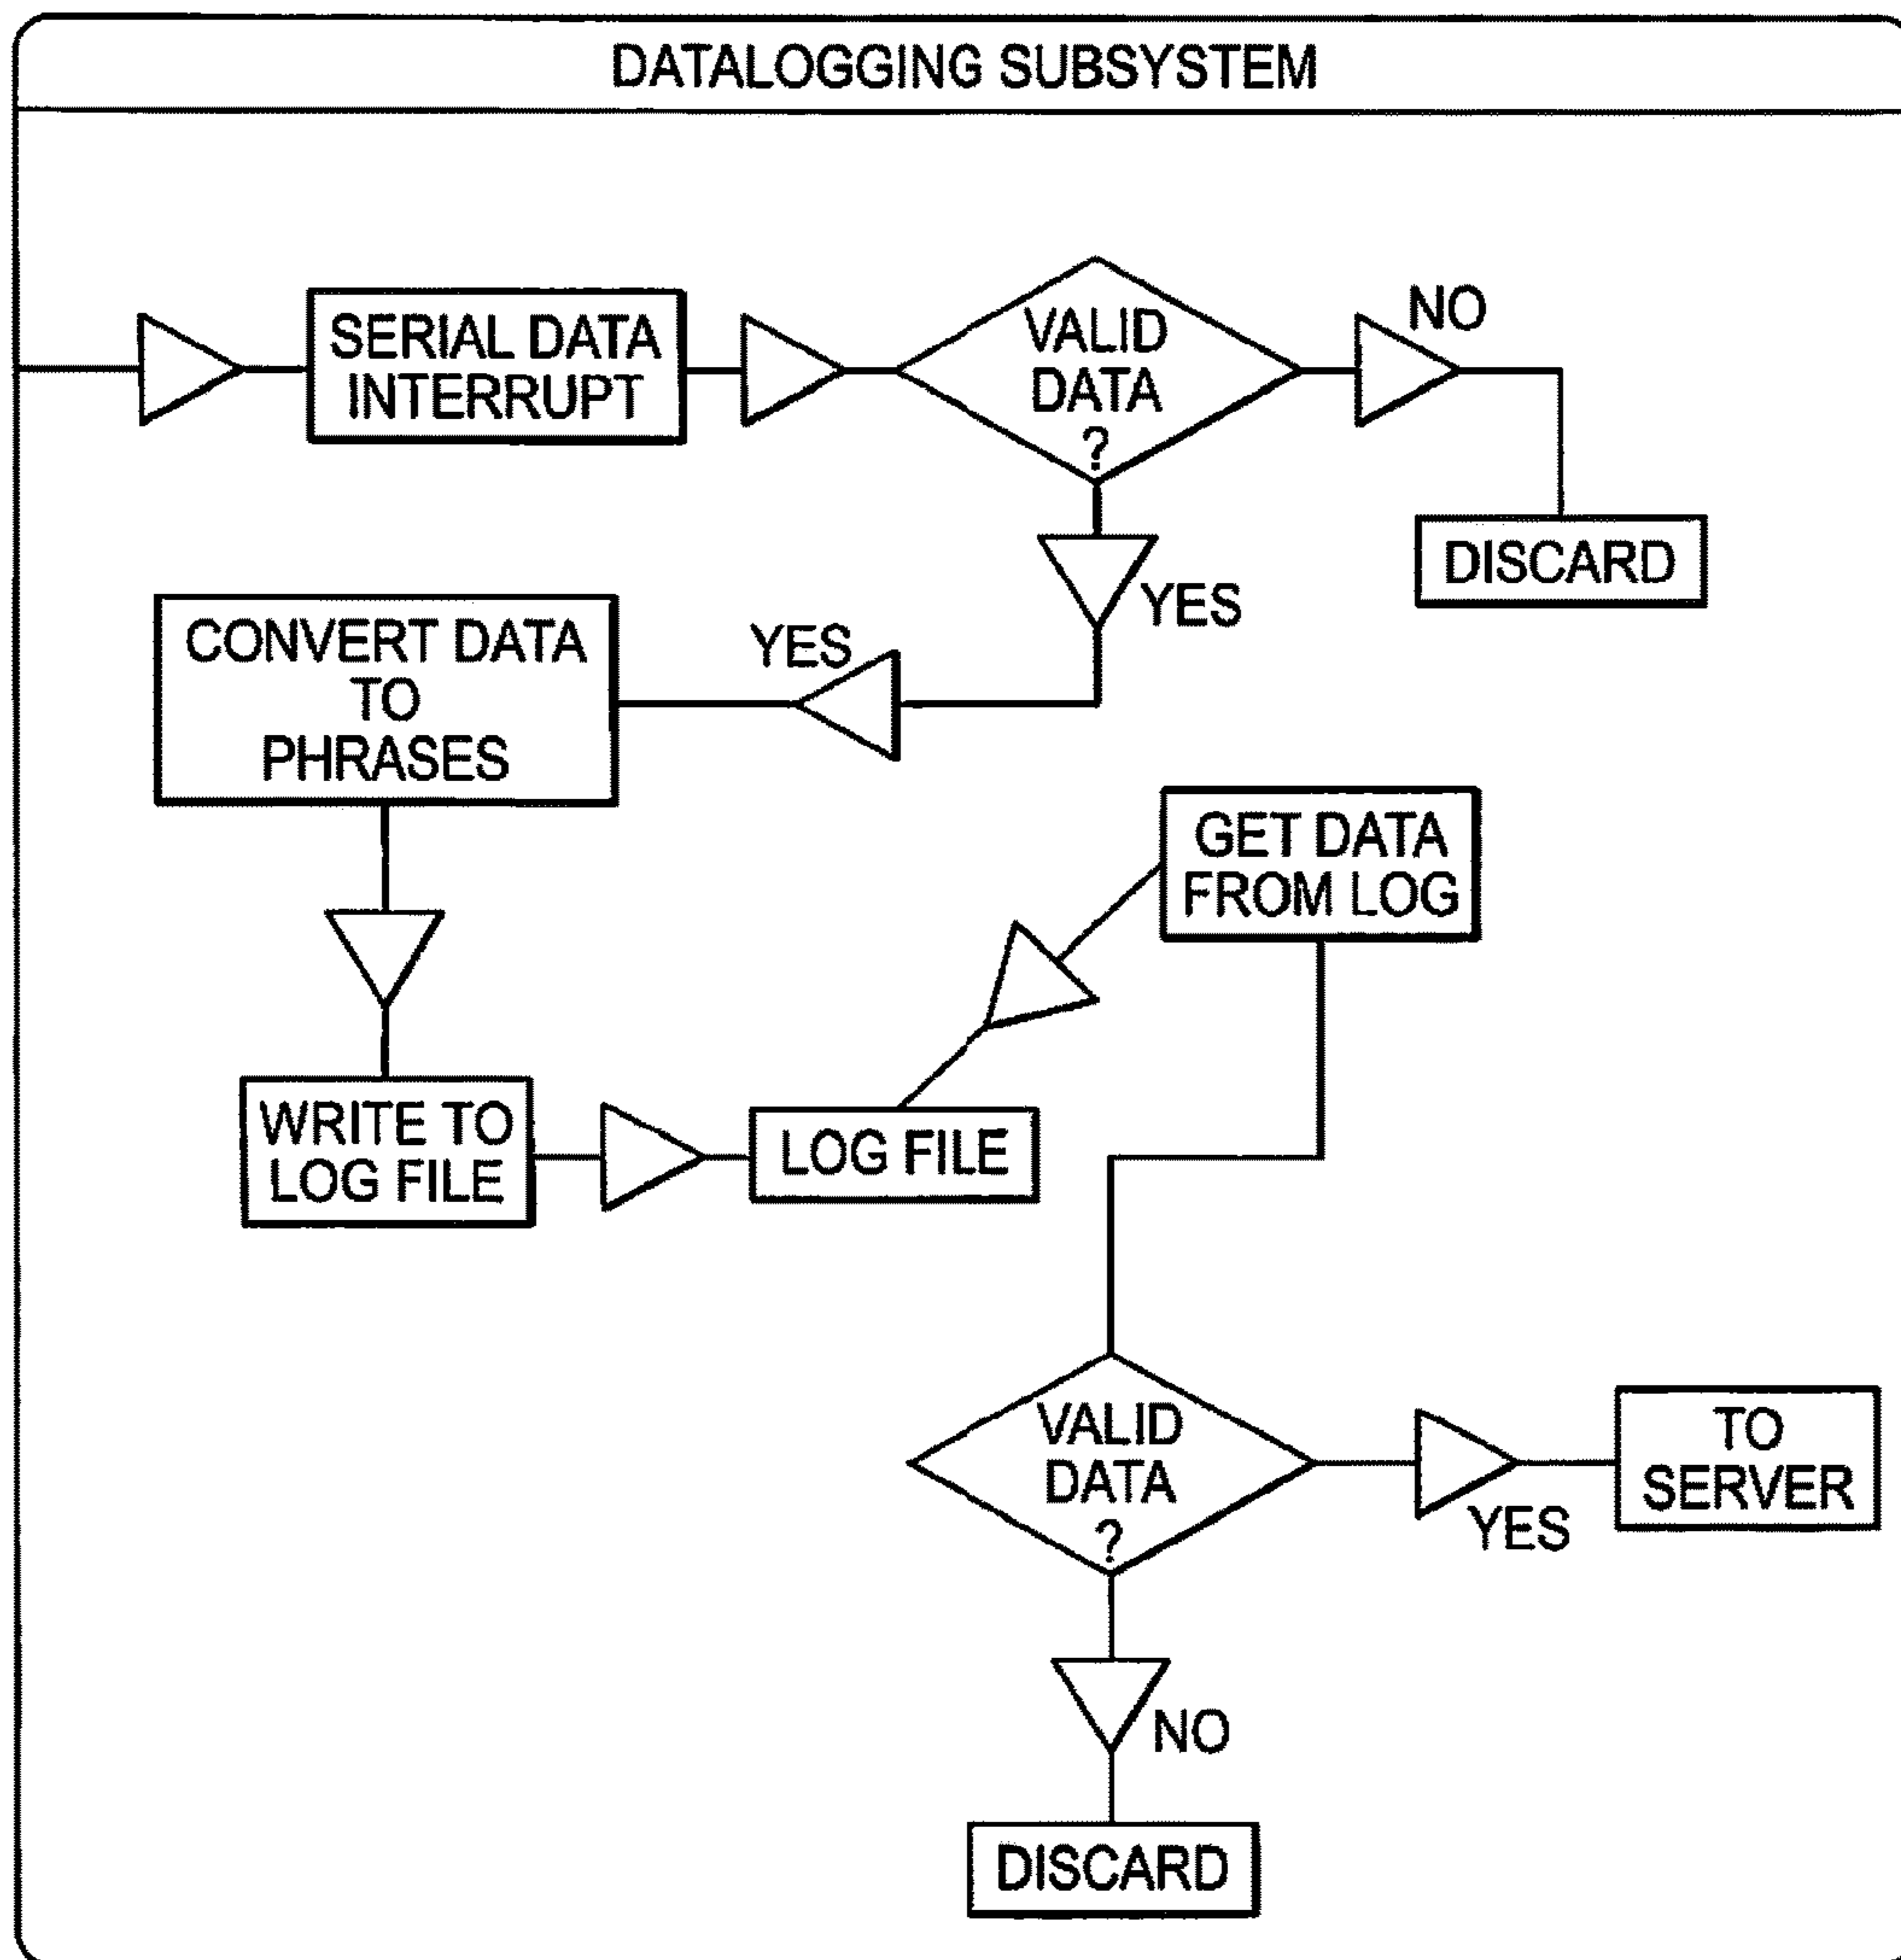 DATALOGGING SUBSYSTEM
SERIAL DATA
INTERRUPT
VALID
DATA
?
NO
DISCARD
YES
YES
CONVERT DATA
TO
PHRASES
GET DATA
FROM LOG
WRITE TO
LOG FILE
LOG FILE
VALID
DATA
?
YES
TO
SERVER
NO
DISCARD